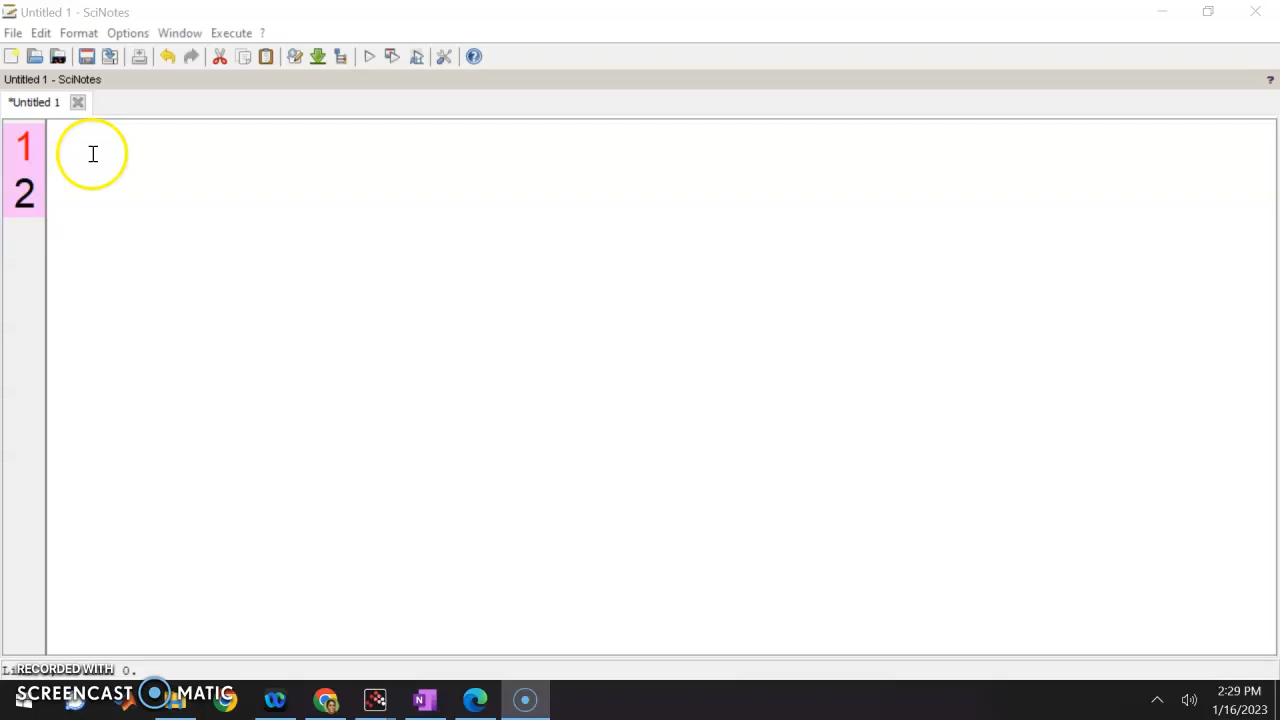 Untitled 1 - SciNotes
File Edit Format Options Window Execute ?
Untitled 1 - SciNotes ?
*Untitled 1
1
2
RECORDED WITH 0.
SCREENCAST MATIC
2:29 PM
1/16/2023